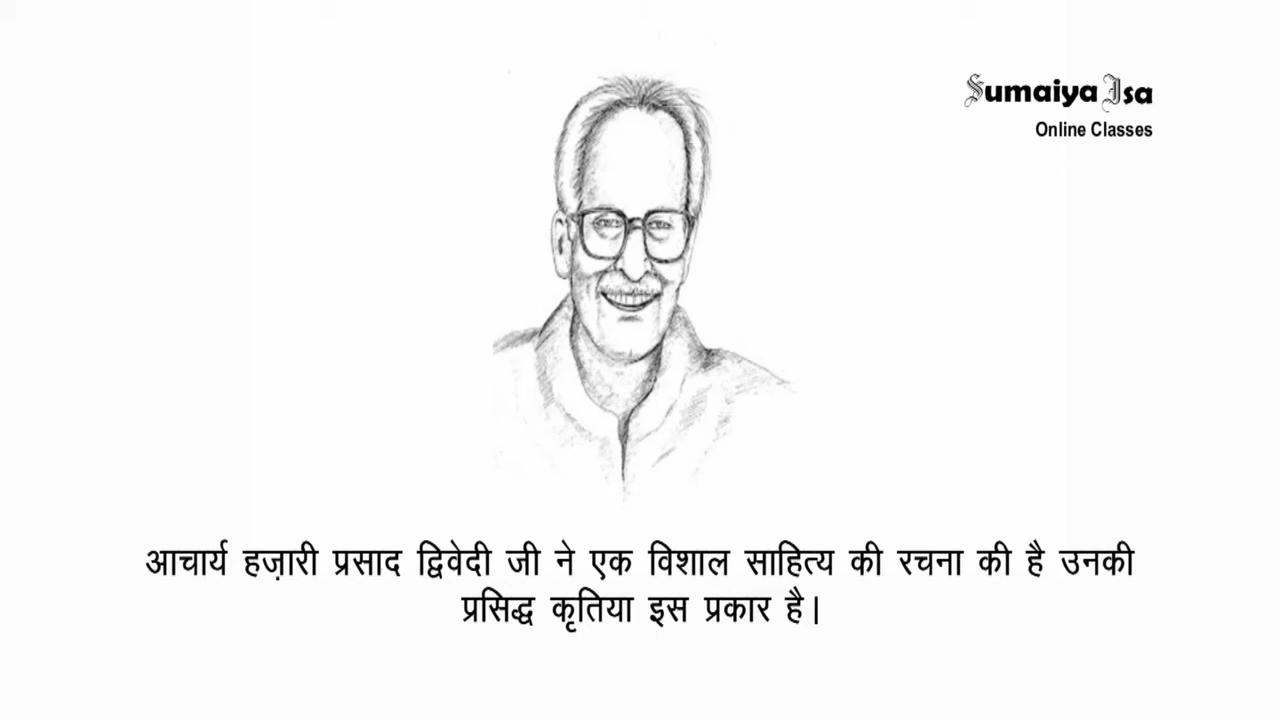 Sumaiya Isa
Online Classes
आचार्य हज़ारी प्रसाद द्विवेदी जी ने एक विशाल साहित्य की रचना की है उनकी
प्रसिद्ध कृतिया इस प्रकार है।